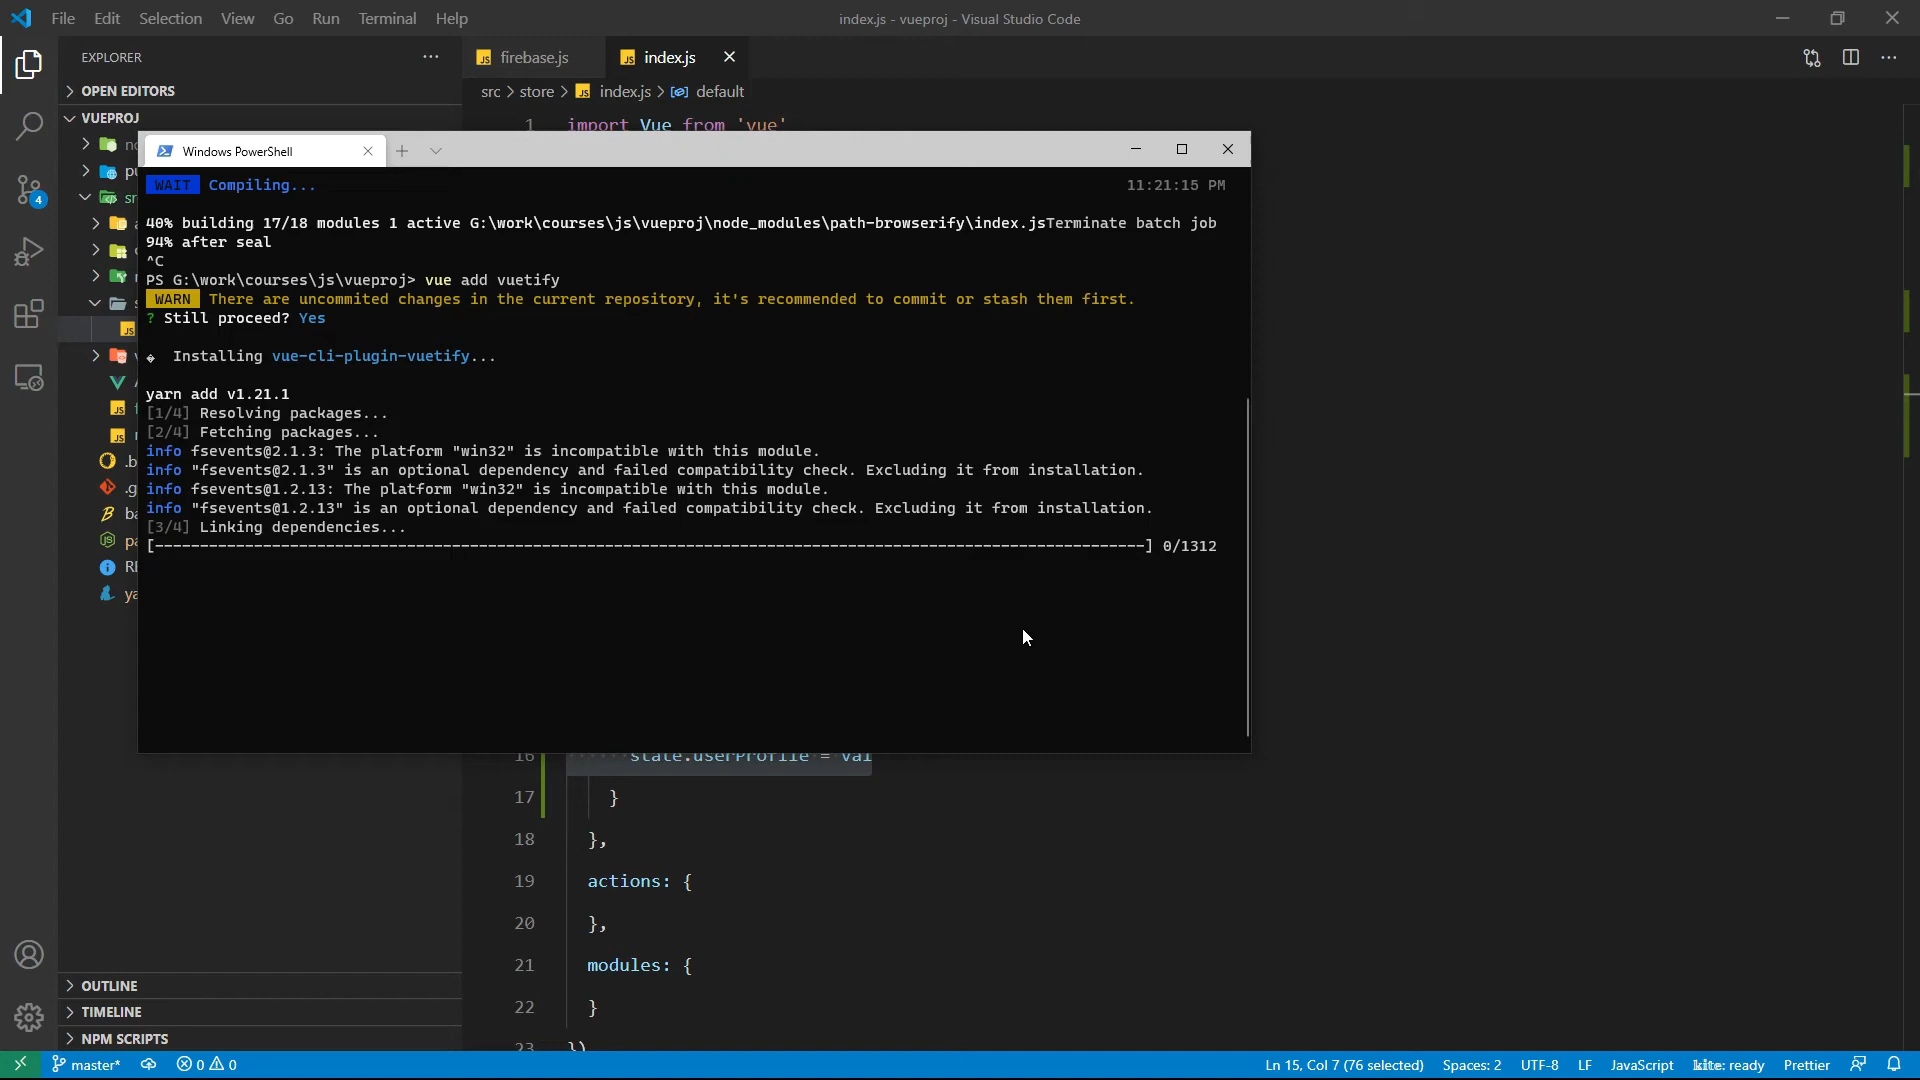 File Edit Selection View Go Run Terminal Help
index.js - vueproj - Visual Studio Code
EXPLORER
OPEN EDITORS
VUEPROJ
4
OUTLINE
TIMELINE
NPM SCRIPTS
JS firebase.js
JS index.js
src > store > JS index.js > default
1 import Vue from 'vue'
Windows PowerShell
WAIT Compiling... 11:21:15 PM
40% building 17/18 modules 1 active G:\work\courses\js\vueproj\node_modules\path-browserify\index.jsTerminate batch job
94% after seal
^C
PS G:\work\courses\js\vueproj> vue add vuetify
WARN There are uncommited changes in the current repository, it's recommended to commit or stash them first.
? Still proceed? Yes
� Installing vue-cli-plugin-vuetify...
yarn add v1.21.1
[1/4] Resolving packages...
[2/4] Fetching packages...
info fsevents@2.1.3: The platform "win32" is incompatible with this module.
info "fsevents@2.1.3" is an optional dependency and failed compatibility check. Excluding it from installation.
info fsevents@1.2.13: The platform "win32" is incompatible with this module.
info "fsevents@1.2.13" is an optional dependency and failed compatibility check. Excluding it from installation.
[3/4] Linking dependencies...
[--------------------------------------------------------------------------------------------------------------] 0/1312
16 state.userProfile = val
17 }
18 },
19 actions: {
20 },
21 modules: {
22 }
23 })
master* 0 0
Ln 15, Col 7 (76 selected) Spaces: 2 UTF-8 LF JavaScript kite: ready Prettier